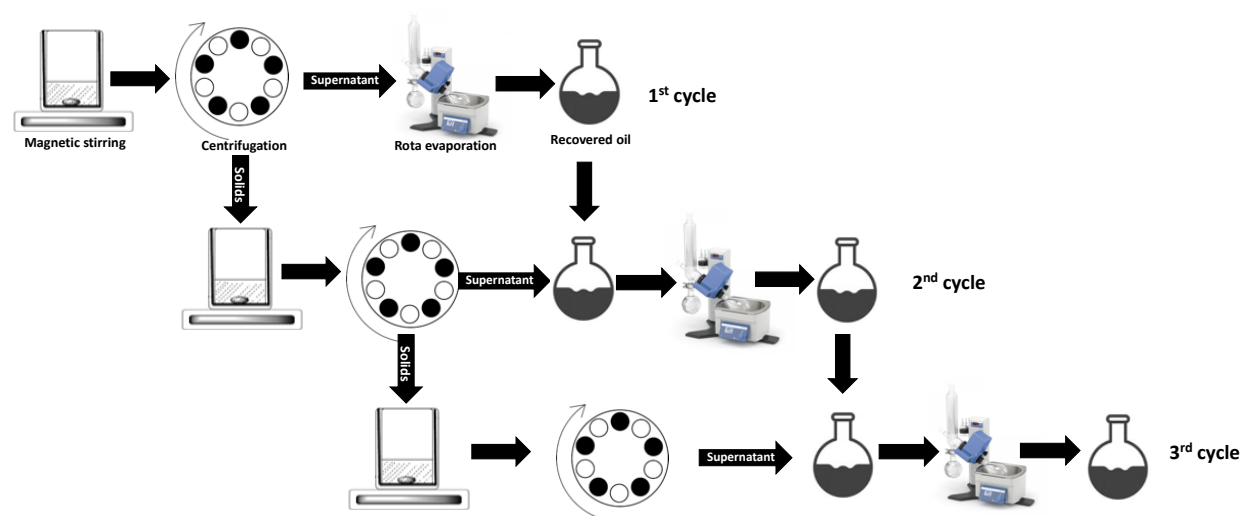 Supernatant
1st cycle
Magnetic stirring
Centrifugation
Rota evaporation
Recovered oil
Solids
Supernatant
2nd cycle
Solids
Supernatant
3rd cycle